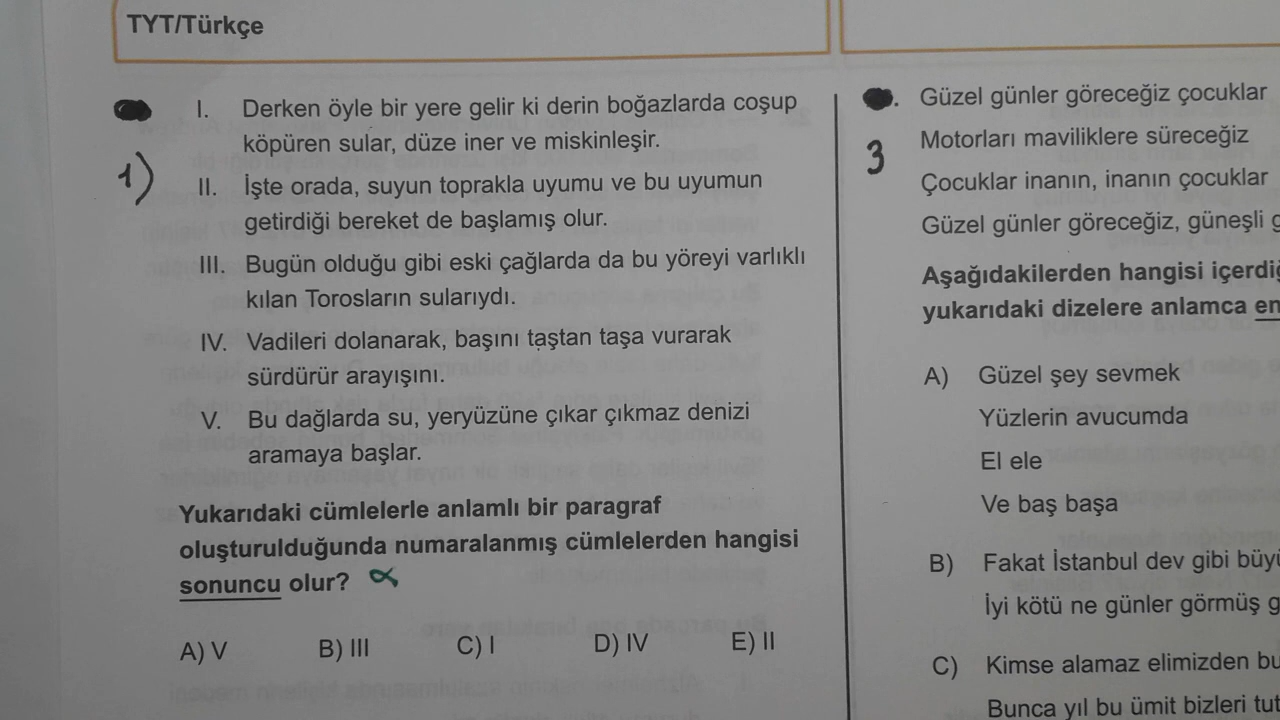 TYT/Türkçe
1)
I. Derken öyle bir yere gelir ki derin boğazlarda coşup
köpüren sular, düze iner ve miskinleşir.
II. İşte orada, suyun toprakla uyumu ve bu uyumun
getirdiği bereket de başlamış olur.
III. Bugün olduğu gibi eski çağlarda da bu yöreyi varlıklı
kılan Torosların sularıydı.
IV. Vadileri dolanarak, başını taştan taşa vurarak
sürdürür arayışını.
V. Bu dağlarda su, yeryüzüne çıkar çıkmaz denizi
aramaya başlar.
Yukarıdaki cümlelerle anlamlı bir paragraf
oluşturulduğunda numaralanmış cümlelerden hangisi
sonuncu olur?
A) V B) III C) I D) IV E) II
3
Güzel günler göreceğiz çocuklar
Motorları maviliklere süreceğiz
Çocuklar inanın, inanın çocuklar
Güzel günler göreceğiz, güneşli
Aşağıdakilerden hangisi
yukarıdaki dizelere anlamca en
A) Güzel şey sevmek
Yüzlerin avucumda
El ele
Ve baş başa
B) Fakat İstanbul dev gibi
İyi kötü ne günler görmüş
C) Kimse alamaz elimizden
Bunca yıl bu ümit bizleri